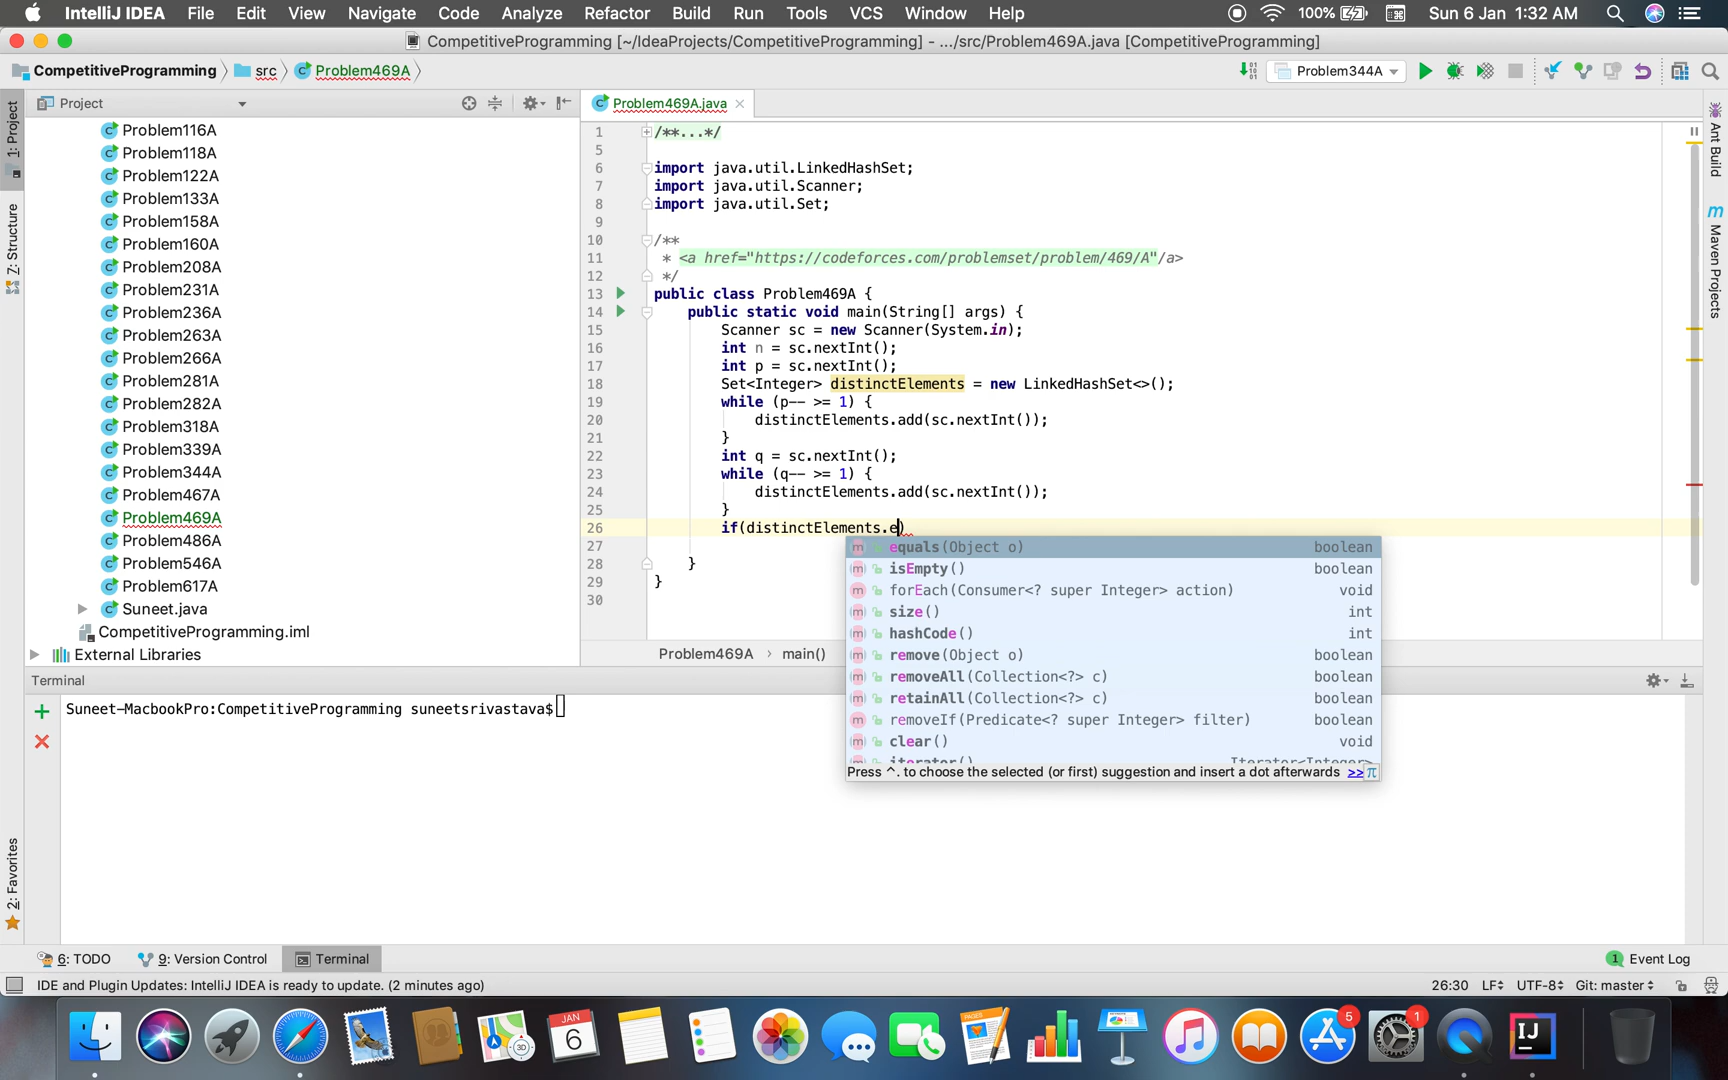 IntelliJ IDEA File Edit View Navigate Code Analyze Refactor Build Run Tools VCS Window Help 100% Sun 6 Jan 1:32 AM
CompetitiveProgramming [~/IdeaProjects/CompetitiveProgramming] - .../src/Problem469A.java [CompetitiveProgramming]
CompetitiveProgramming src Problem469A Problem344A
Project
Problem469A.java
1: Project
Z: Structure
2: Favorites
Problem116A
Problem118A
Problem122A
Problem133A
Problem158A
Problem160A
Problem208A
Problem231A
Problem236A
Problem263A
Problem266A
Problem281A
Problem282A
Problem318A
Problem339A
Problem344A
Problem467A
Problem469A
Problem486A
Problem546A
Problem617A
Suneet.java
CompetitiveProgramming.iml
External Libraries
1 /**...*/
5
6 import java.util.LinkedHashSet;
7 import java.util.Scanner;
8 import java.util.Set;
9
10 /**
11 * <a href="https://codeforces.com/problemset/problem/469/A"/a>
12 */
13 public class Problem469A {
14 public static void main(String[] args) {
15 Scanner sc = new Scanner(System.in);
16 int n = sc.nextInt();
17 int p = sc.nextInt();
18 Set<Integer> distinctElements = new LinkedHashSet<>();
19 while (p-- >= 1) {
20 distinctElements.add(sc.nextInt());
21 }
22 int q = sc.nextInt();
23 while (q-- >= 1) {
24 distinctElements.add(sc.nextInt());
25 }
26 if(distinctElements.e)
27
28 }
29 }
30
equals(Object o) boolean
isEmpty() boolean
forEach(Consumer<? super Integer> action) void
size() int
hashCode() int
remove(Object o) boolean
removeAll(Collection<?> c) boolean
retainAll(Collection<?> c) boolean
removeIf(Predicate<? super Integer> filter) boolean
clear() void
iterator() Iterator<Integer>
Press ^. to choose the selected (or first) suggestion and insert a dot afterwards >> π
Problem469A › main()
Ant Build
m Maven Projects
Terminal
Suneet-MacbookPro:CompetitiveProgramming suneetsrivastava$
6: TODO 9: Version Control Terminal 1 Event Log
IDE and Plugin Updates: IntelliJ IDEA is ready to update. (2 minutes ago) 26:30 LF UTF-8 Git: master
JAN
6
3D
5
1
IJ